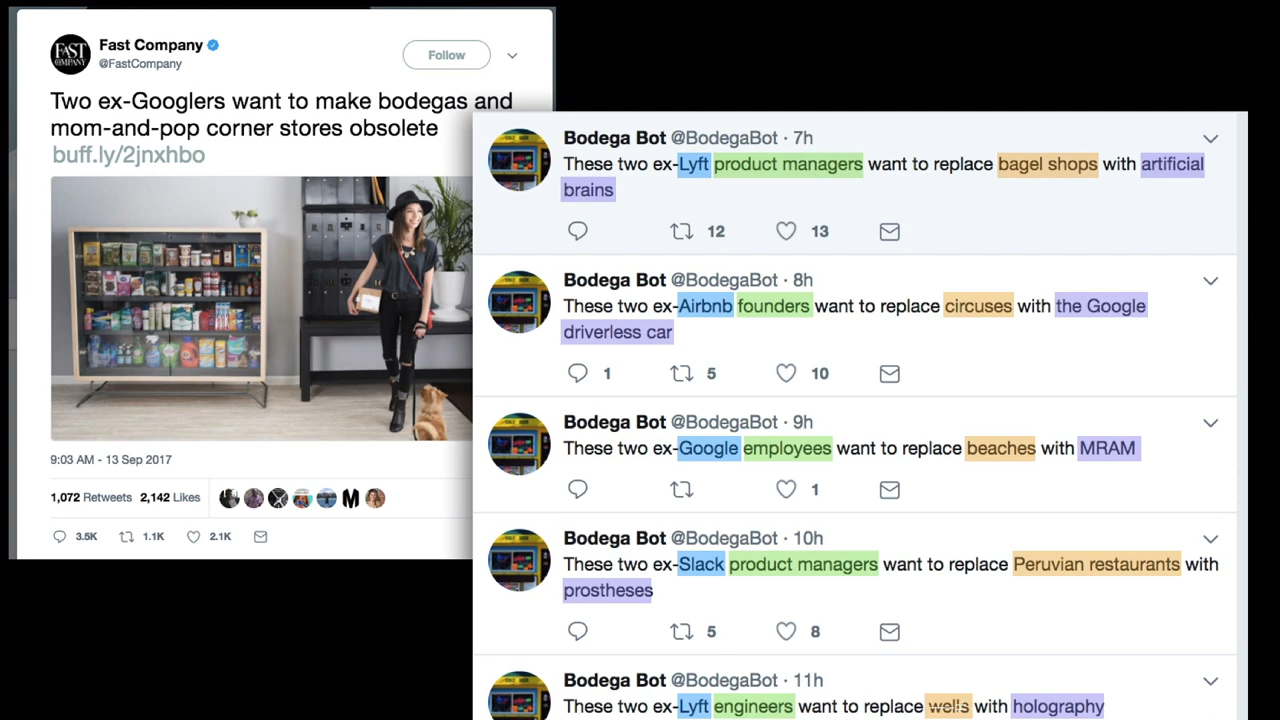 FAST COMPANY
Fast Company
@FastCompany
Follow
Two ex-Googlers want to make bodegas and
mom-and-pop corner stores obsolete
buff.ly/2jnxhbo
9:03 AM - 13 Sep 2017
1,072 Retweets 2,142 Likes
M
3.5K 1.1K 2.1K
Bodega Bot @BodegaBot · 7h
These two ex-Lyft product managers want to replace bagel shops with artificial
brains
12 13
Bodega Bot @BodegaBot · 8h
These two ex-Airbnb founders want to replace circuses with the Google
driverless car
1 5 10
Bodega Bot @BodegaBot · 9h
These two ex-Google employees want to replace beaches with MRAM
1
Bodega Bot @BodegaBot · 10h
These two ex-Slack product managers want to replace Peruvian restaurants with
prostheses
5 8
Bodega Bot @BodegaBot · 11h
These two ex-Lyft engineers want to replace wells with holography